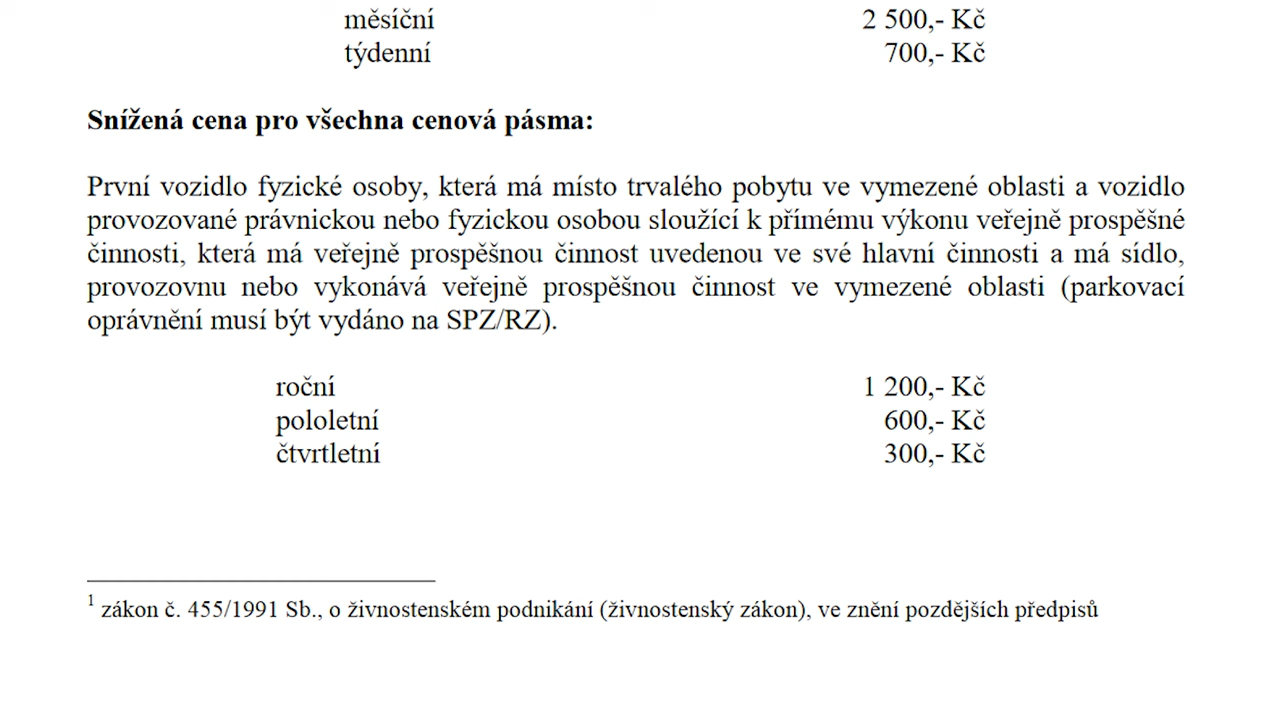 měsíční 2 500,- Kč
týdenní 700,- Kč
Snížená cena pro všechna cenová pásma:
První vozidlo fyzické osoby, která má místo trvalého pobytu ve vymezené oblasti a vozidlo
provozované právnickou nebo fyzickou osobou sloužící k přímému výkonu veřejně prospěšné
činnosti, která má veřejně prospěšnou činnost uvedenou ve své hlavní činnosti a má sídlo,
provozovnu nebo vykonává veřejně prospěšnou činnost ve vymezené oblasti (parkovací
oprávnění musí být vydáno na SPZ/RZ).
roční 1 200,- Kč
pololetní 600,- Kč
čtvrtletní 300,- Kč
1 zákon č. 455/1991 Sb., o živnostenském podnikání (živnostenský zákon), ve znění pozdějších předpisů